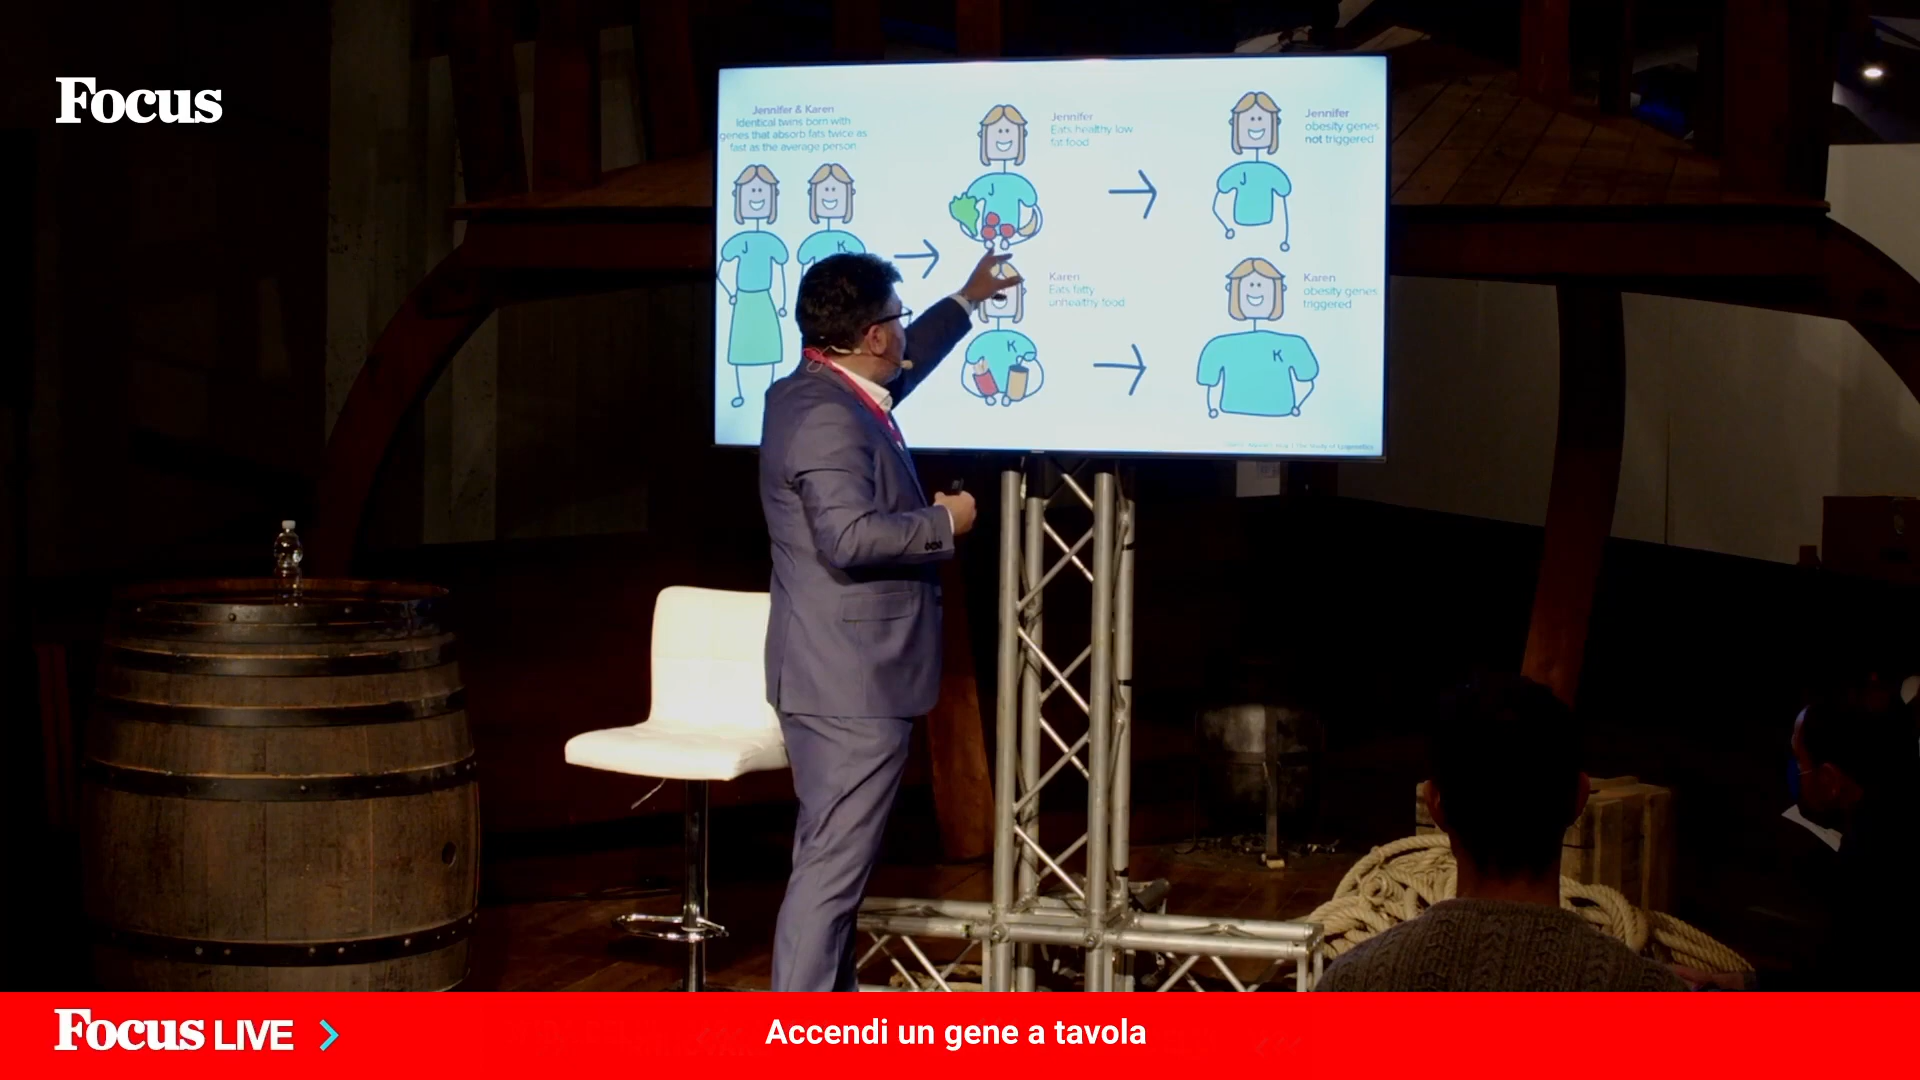 Focus
Jennifer & Karen
Identical twins born with
genes that absorb fats twice as
fast as the average person
J
K
Jennifer
Eats healthy low
fat food
J
Jennifer
obesity genes
not triggered
J
Karen
Eats fatty
unhealthy food
K
Karen
obesity genes
triggered
K
Focus LIVE
Accendi un gene a tavola